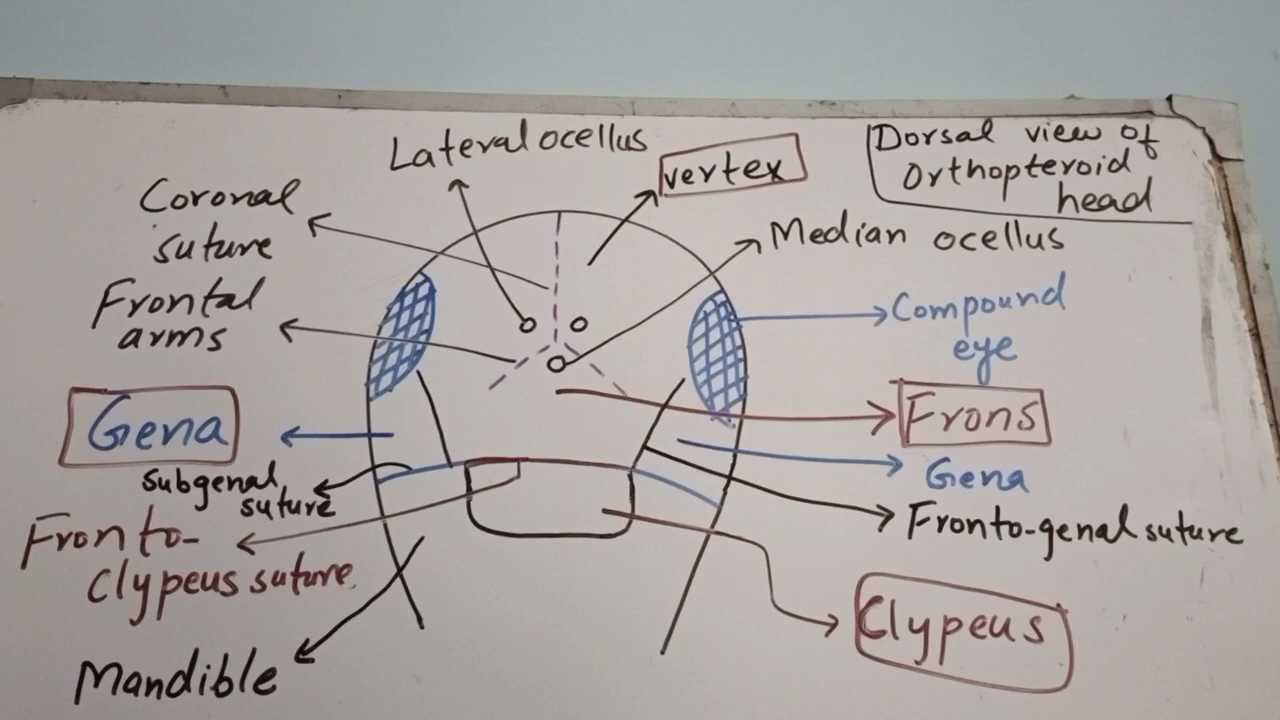 Lateral ocellus
vertex
Dorsal view of
Orthopteroid
head
Coronal
suture
Median ocellus
Frontal
arms
Compound
eye
Gena
Frons
subgenal
suture
Gena
Fronto-
Clypeus suture
Fronto-genal suture
Clypeus
Mandible